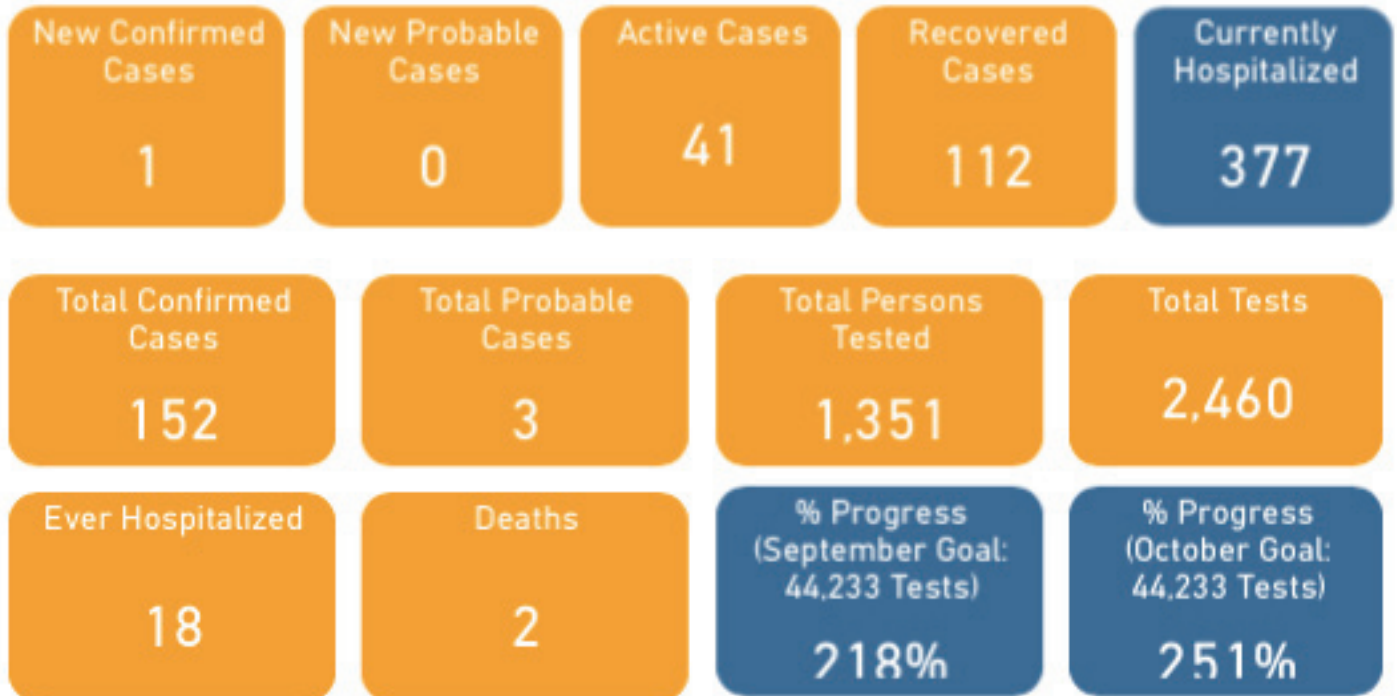 New Confirmed
Cases
1
New Probable
Cases
0
Active Cases
41
Recovered
Cases
112
Currently
Hospitalized
377
Total Confirmed
Cases
152
Total Probable
Cases
3
Total Persons
Tested
1,351
Total Tests
2,460
Ever Hospitalized
18
Deaths
2
% Progress
(September Goal:
44,233 Tests)
218%
% Progress
(October Goal:
44,233 Tests)
251%